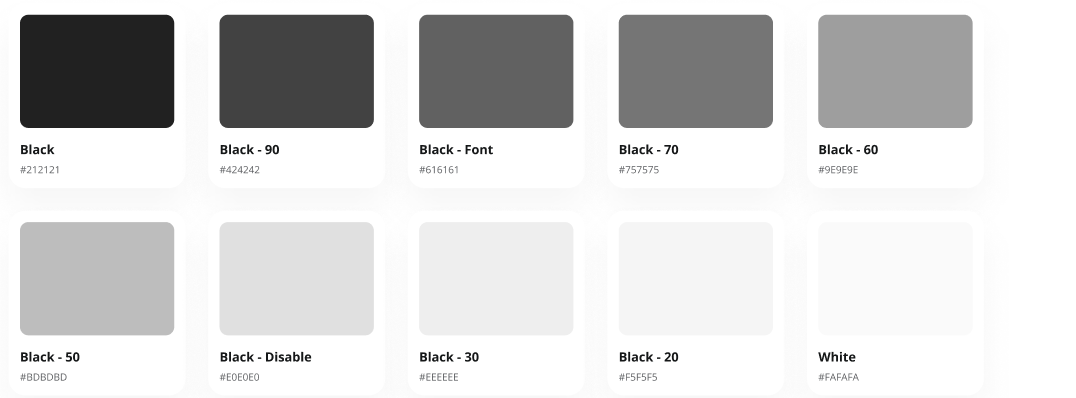 Black
#212121
Black - 90
#424242
Black - Font
#616161
Black - 70
#757575
Black - 60
#9E9E9E
Black - 50
#BDBDBD
Black - Disable
#E0E0E0
Black - 30
#EEEEEE
Black - 20
#F5F5F5
White
#FAFAFA